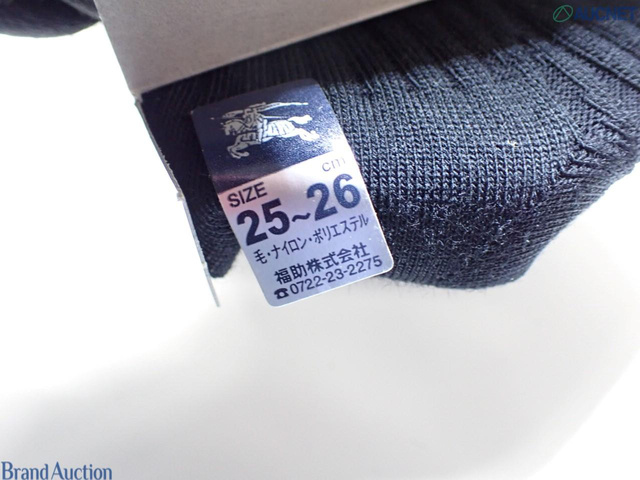 AUCNET
cm
SIZE
25~26
毛・ナイロン・ポリエステル
福助株式会社
☎0722-23-2275
Brand Auction